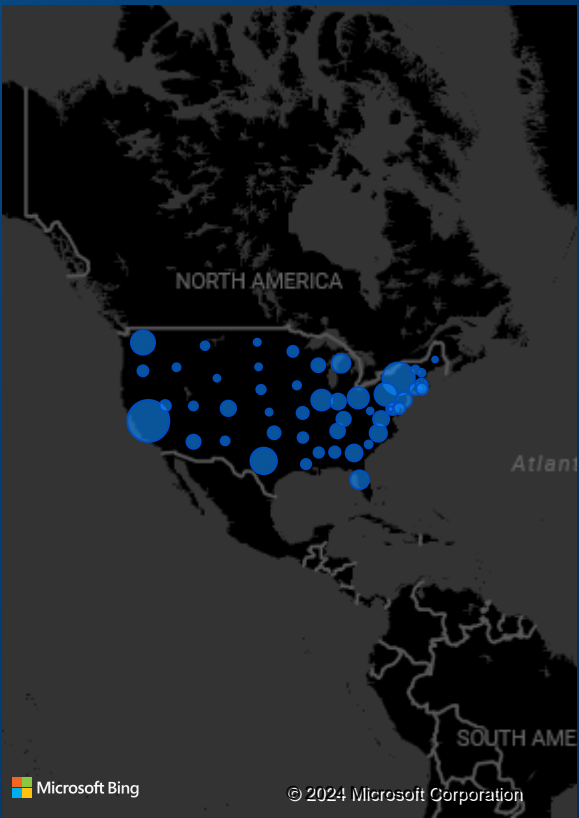 NORTH AMERICA
Atlant
SOUTH AME
Microsoft Bing
© 2024 Microsoft Corporation